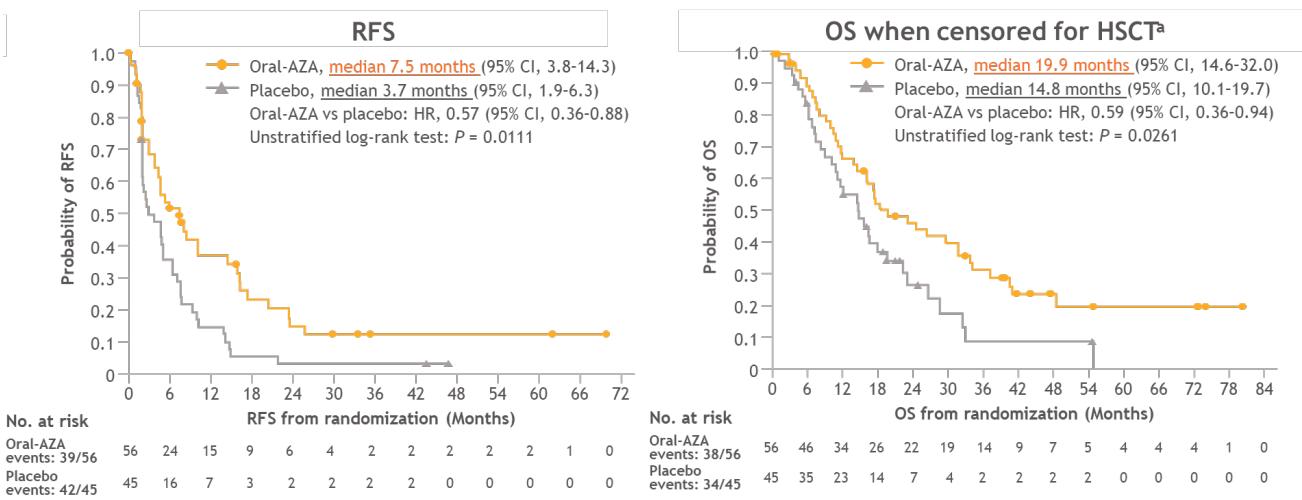 RFS
Oral-AZA, median 7.5 months (95% CI, 3.8-14.3)
Placebo, median 3.7 months (95% CI, 1.9-6.3)
Oral-AZA vs placebo: HR, 0.57 (95% CI, 0.36-0.88)
Unstratified log-rank test: P = 0.0111
Probability of RFS
1.0
0.9
0.8
0.7
0.6
0.5
0.4
0.3
0.2
0.1
0
0 6 12 18 24 30 36 42 48 54 60 66 72
RFS from randomization (Months)
No. at risk
Oral-AZA
events: 39/56
56 24 15 9 6 4 2 2 2 2 2 1 0
Placebo
events: 42/45
45 16 7 3 2 2 2 2 0 0 0 0 0
OS when censored for HSCTa
Oral-AZA, median 19.9 months (95% CI, 14.6-32.0)
Placebo, median 14.8 months (95% CI, 10.1-19.7)
Oral-AZA vs placebo: HR, 0.59 (95% CI, 0.36-0.94)
Unstratified log-rank test: P = 0.0261
Probability of OS
1.0
0.9
0.8
0.7
0.6
0.5
0.4
0.3
0.2
0.1
0
0 6 12 18 24 36 42 48 60 66 72 78 84
OS from randomization (Months)
No. at risk
Oral-AZA
events: 38/56
56 46 34 26 22 19 14 9 7 5 4 4 4 1 0
Placebo
events: 34/45
45 35 23 14 7 4 2 2 2 2 0 0 0 0 0